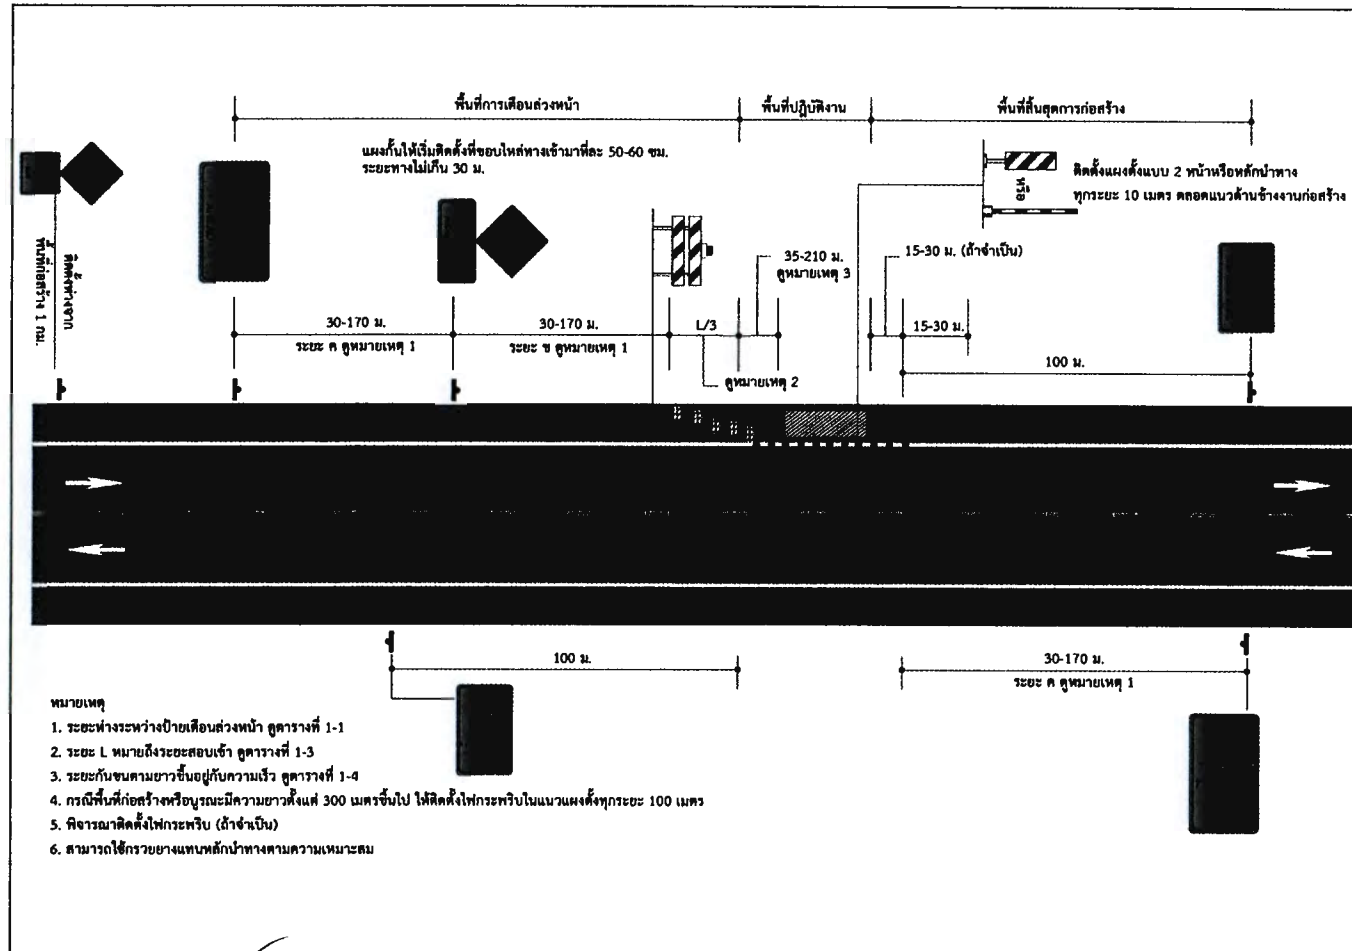 พื้นที่การเตือนล่วงหน้า
พื้นที่ปฏิบัติงาน
พื้นที่สิ้นสุดการก่อสร้าง
แผงกั้นให้เริ่มติดตั้งที่ขอบไหล่ทางเข้ามาทีละ 50-60 ซม.
ระยะทางไม่เกิน 30 ม.
ติดตั้งแผงตั้งแบบ 2 หน้าหรือหลักนำทาง
ทุกระยะ 10 เมตร ตลอดแนวด้านข้างงานก่อสร้าง
หรือ
ติดตั้งห่างจาก
พื้นที่ก่อสร้าง 1 กม.
35-210 ม.
ดูหมายเหตุ 3
15-30 ม. (ถ้าจำเป็น)
30-170 ม.
ระยะ ค ดูหมายเหตุ 1
30-170 ม.
ระยะ ข ดูหมายเหตุ 1
L/3
15-30 ม.
ดูหมายเหตุ 2
100 ม.
100 ม.
30-170 ม.
ระยะ ค ดูหมายเหตุ 1
หมายเหตุ
1. ระยะห่างระหว่างป้ายเตือนล่วงหน้า ดูตารางที่ 1-1
2. ระยะ L หมายถึงระยะสอบเข้า ดูตารางที่ 1-3
3. ระยะกันชนตามยาวขึ้นอยู่กับความเร็ว ดูตารางที่ 1-4
4. กรณีพื้นที่ก่อสร้างหรือบูรณะมีความยาวตั้งแต่ 300 เมตรขึ้นไป ให้ติดตั้งไฟกระพริบในแนวแผงตั้งทุกระยะ 100 เมตร
5. พิจารณาติดตั้งไฟกระพริบ (ถ้าจำเป็น)
6. สามารถใช้กรวยยางแทนหลักนำทางตามความเหมาะสม